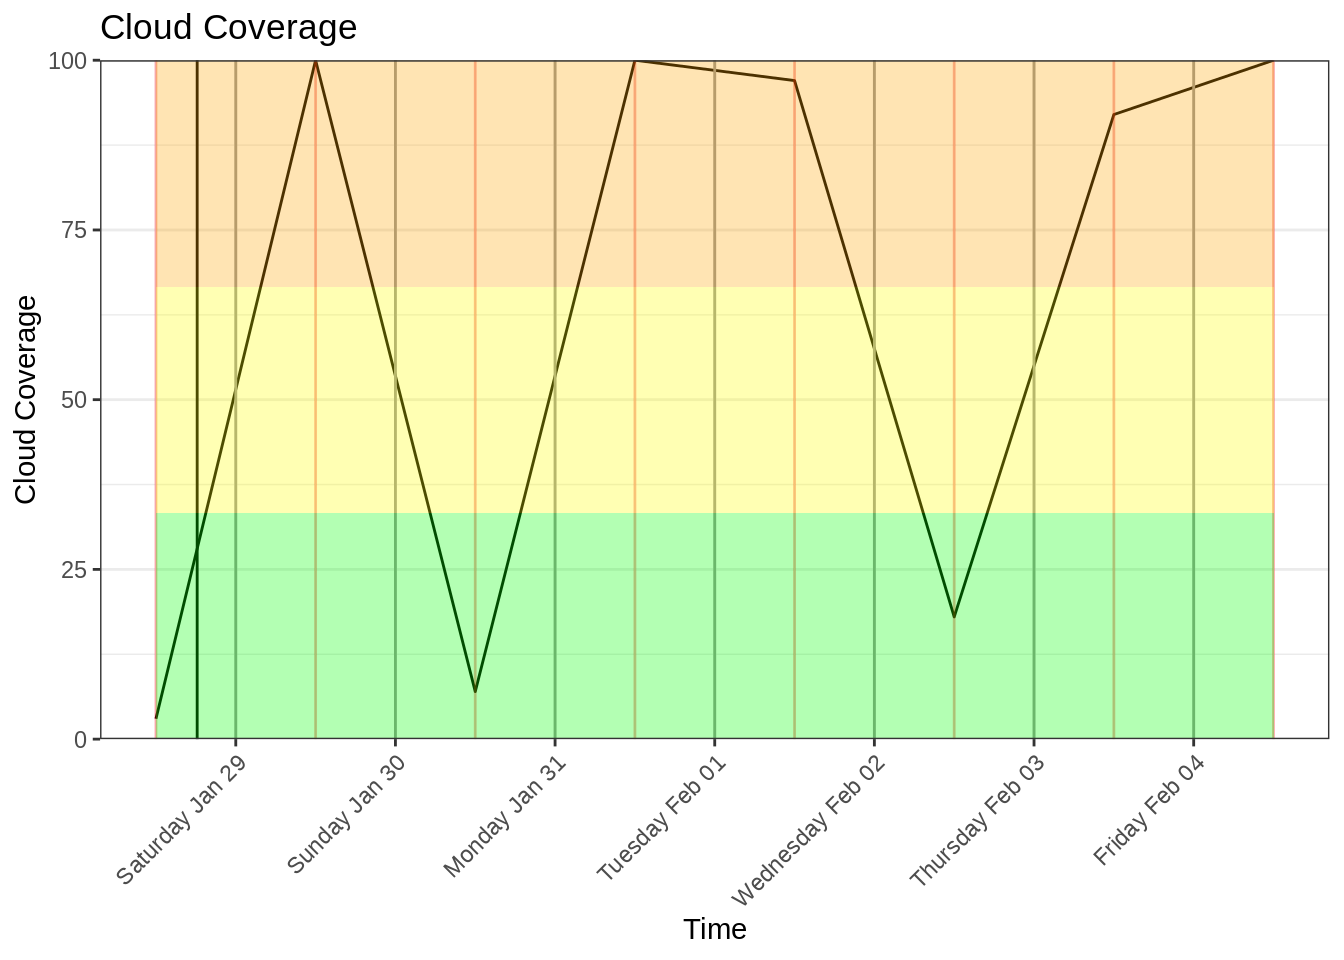 Cloud Coverage
Cloud Coverage
100
75
50
25
0
Saturday Jan 29
Sunday Jan 30
Monday Jan 31
Tuesday Feb 01
Wednesday Feb 02
Thursday Feb 03
Friday Feb 04
Time